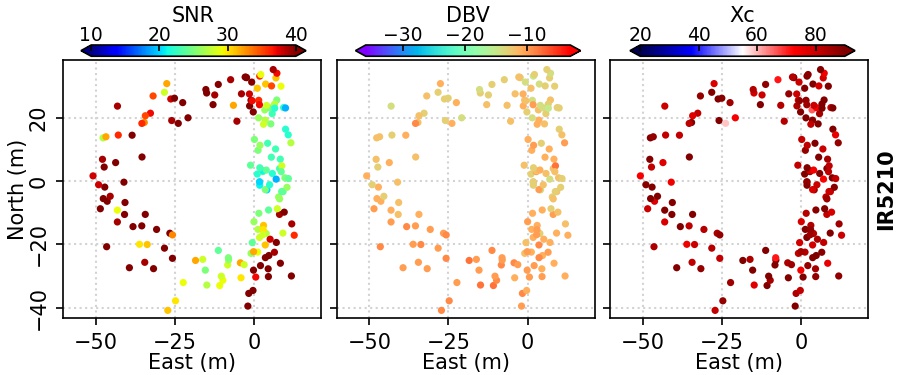 SNR DBV Xc
10 20 30 40 −30 −20 −10 20 40 60 80
North (m)
20
0
−20
−40
−50 −25 0 −50 −25 0 −50 −25 0
East (m) East (m) East (m)
IR5210